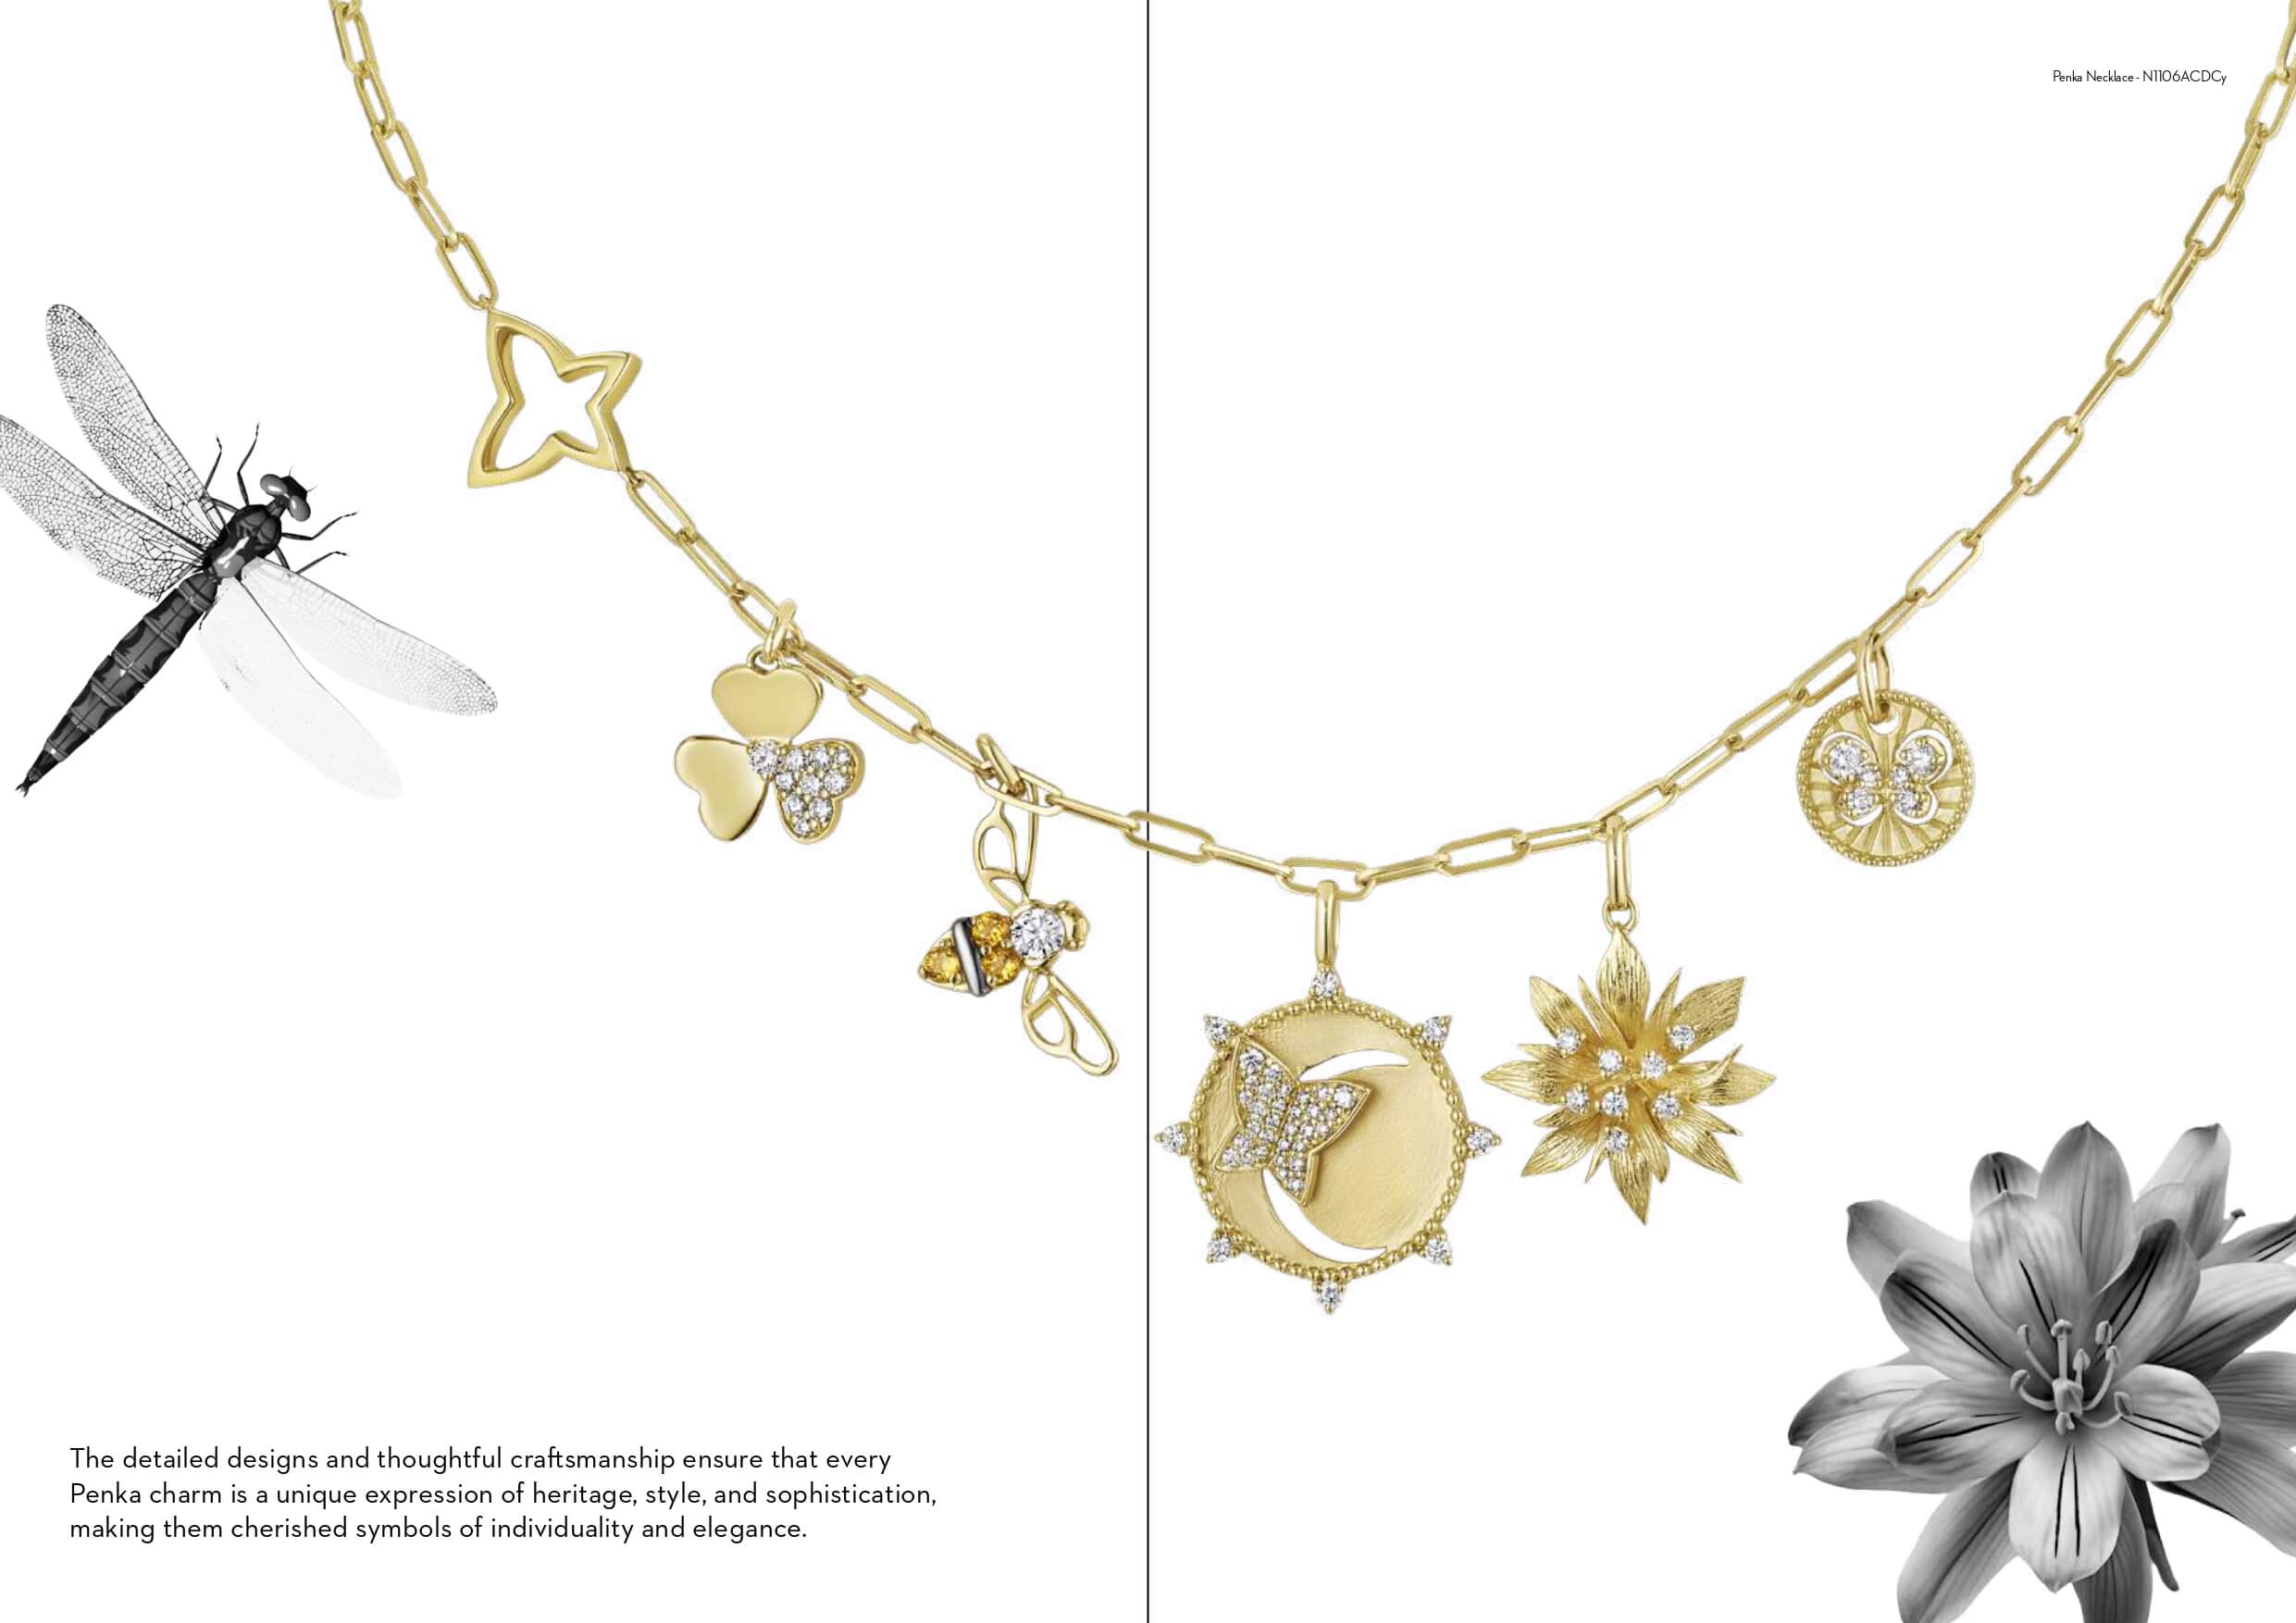 Penka Necklace - N1106ACDCy
The detailed designs and thoughtful craftsmanship ensure that every
Penka charm is a unique expression of heritage, style, and sophistication,
making them cherished symbols of individuality and elegance.